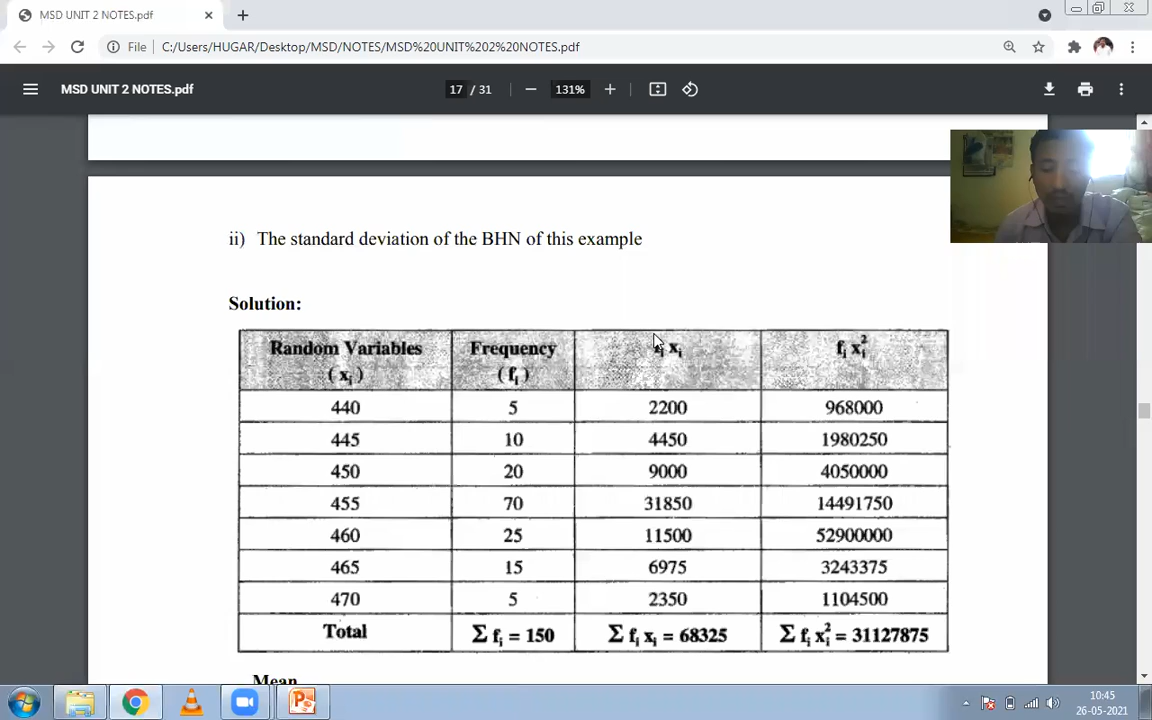 MSD UNIT 2 NOTES.pdf
File C:/Users/HUGAR/Desktop/MSD/NOTES/MSD%20UNIT%202%20NOTES.pdf
MSD UNIT 2 NOTES.pdf 17 / 31 131%
ii) The standard deviation of the BHN of this example
Solution:
Random Variables (xi) Frequency (fi) fi xi fi xi²
440 5 2200 968000
445 10 4450 1980250
450 20 9000 4050000
455 70 31850 14491750
460 25 11500 52900000
465 15 6975 3243375
470 5 2350 1104500
Total Σ fi = 150 Σ fi xi = 68325 Σ fi xi² = 31127875
Mean
10:45
26-05-2021